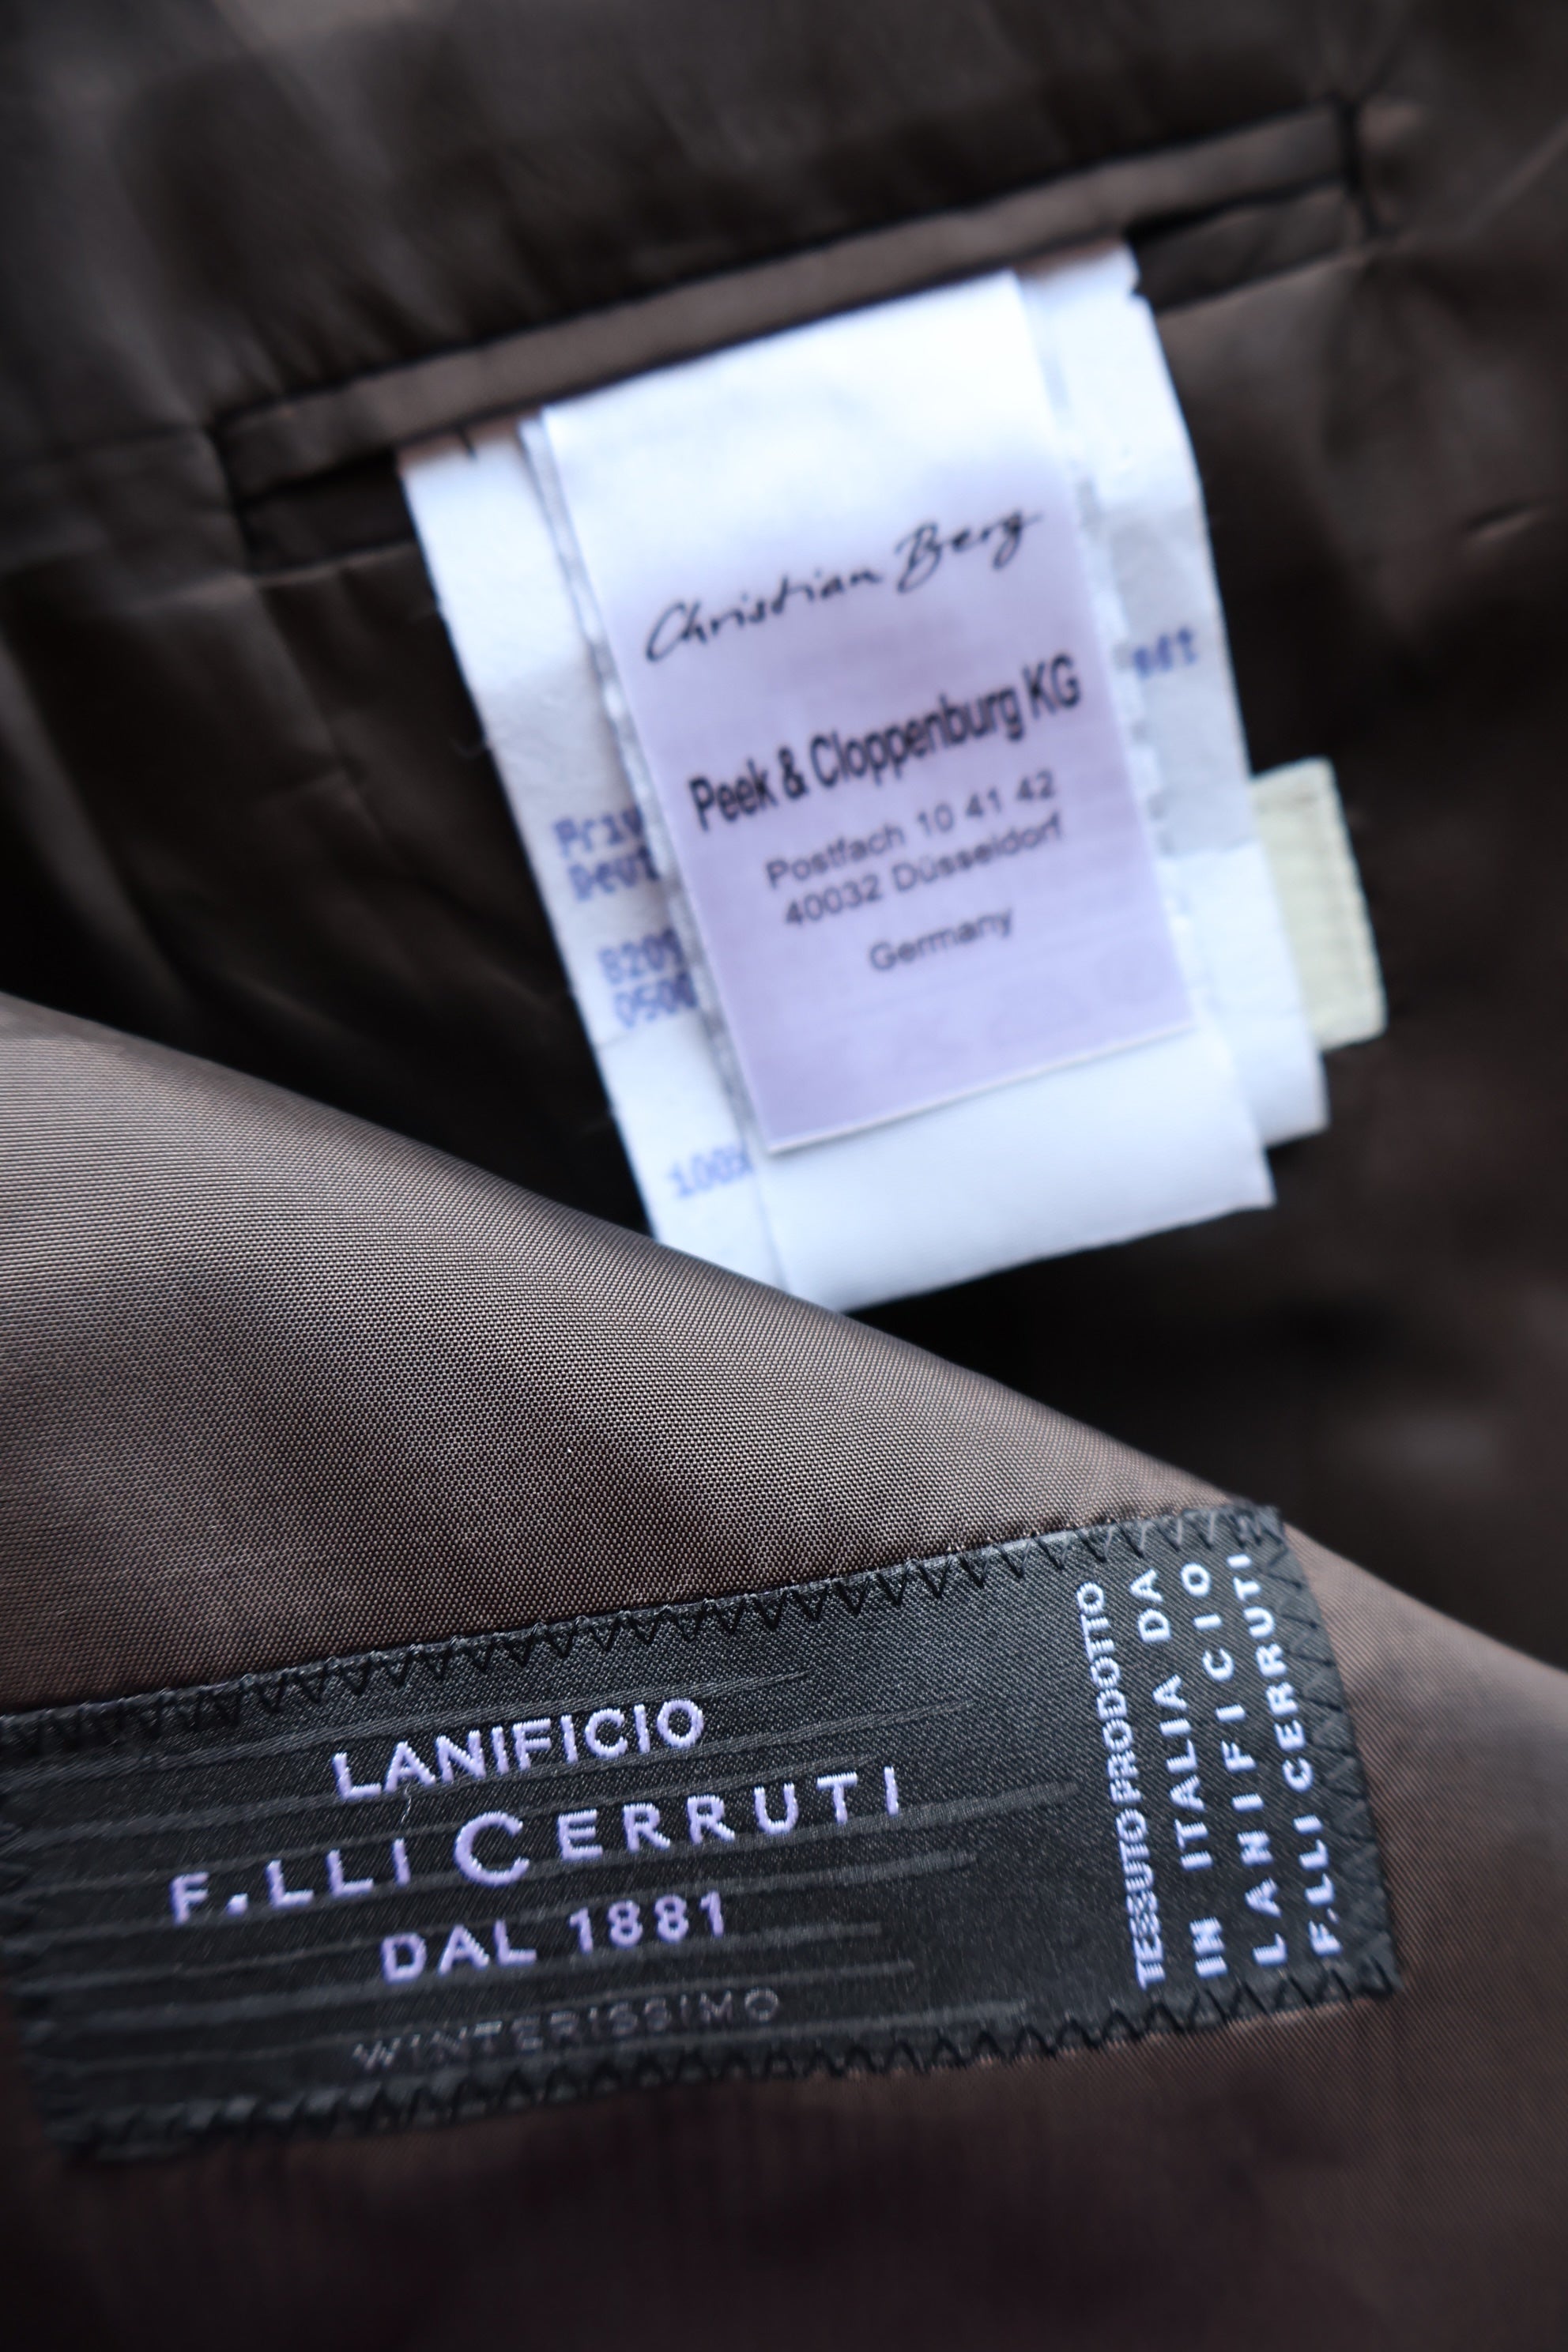 Christian Berg
Peek & Cloppenburg KG
Postfach 10 41 42
40032 Düsseldorf
Germany
100%
LANIFICIO
F.LLI CERRUTI
DAL 1881
WINTERISSIMO
TESSUTO PRODOTTO
IN ITALIA DA
LANIFICIO
F.LLI CERRUTI